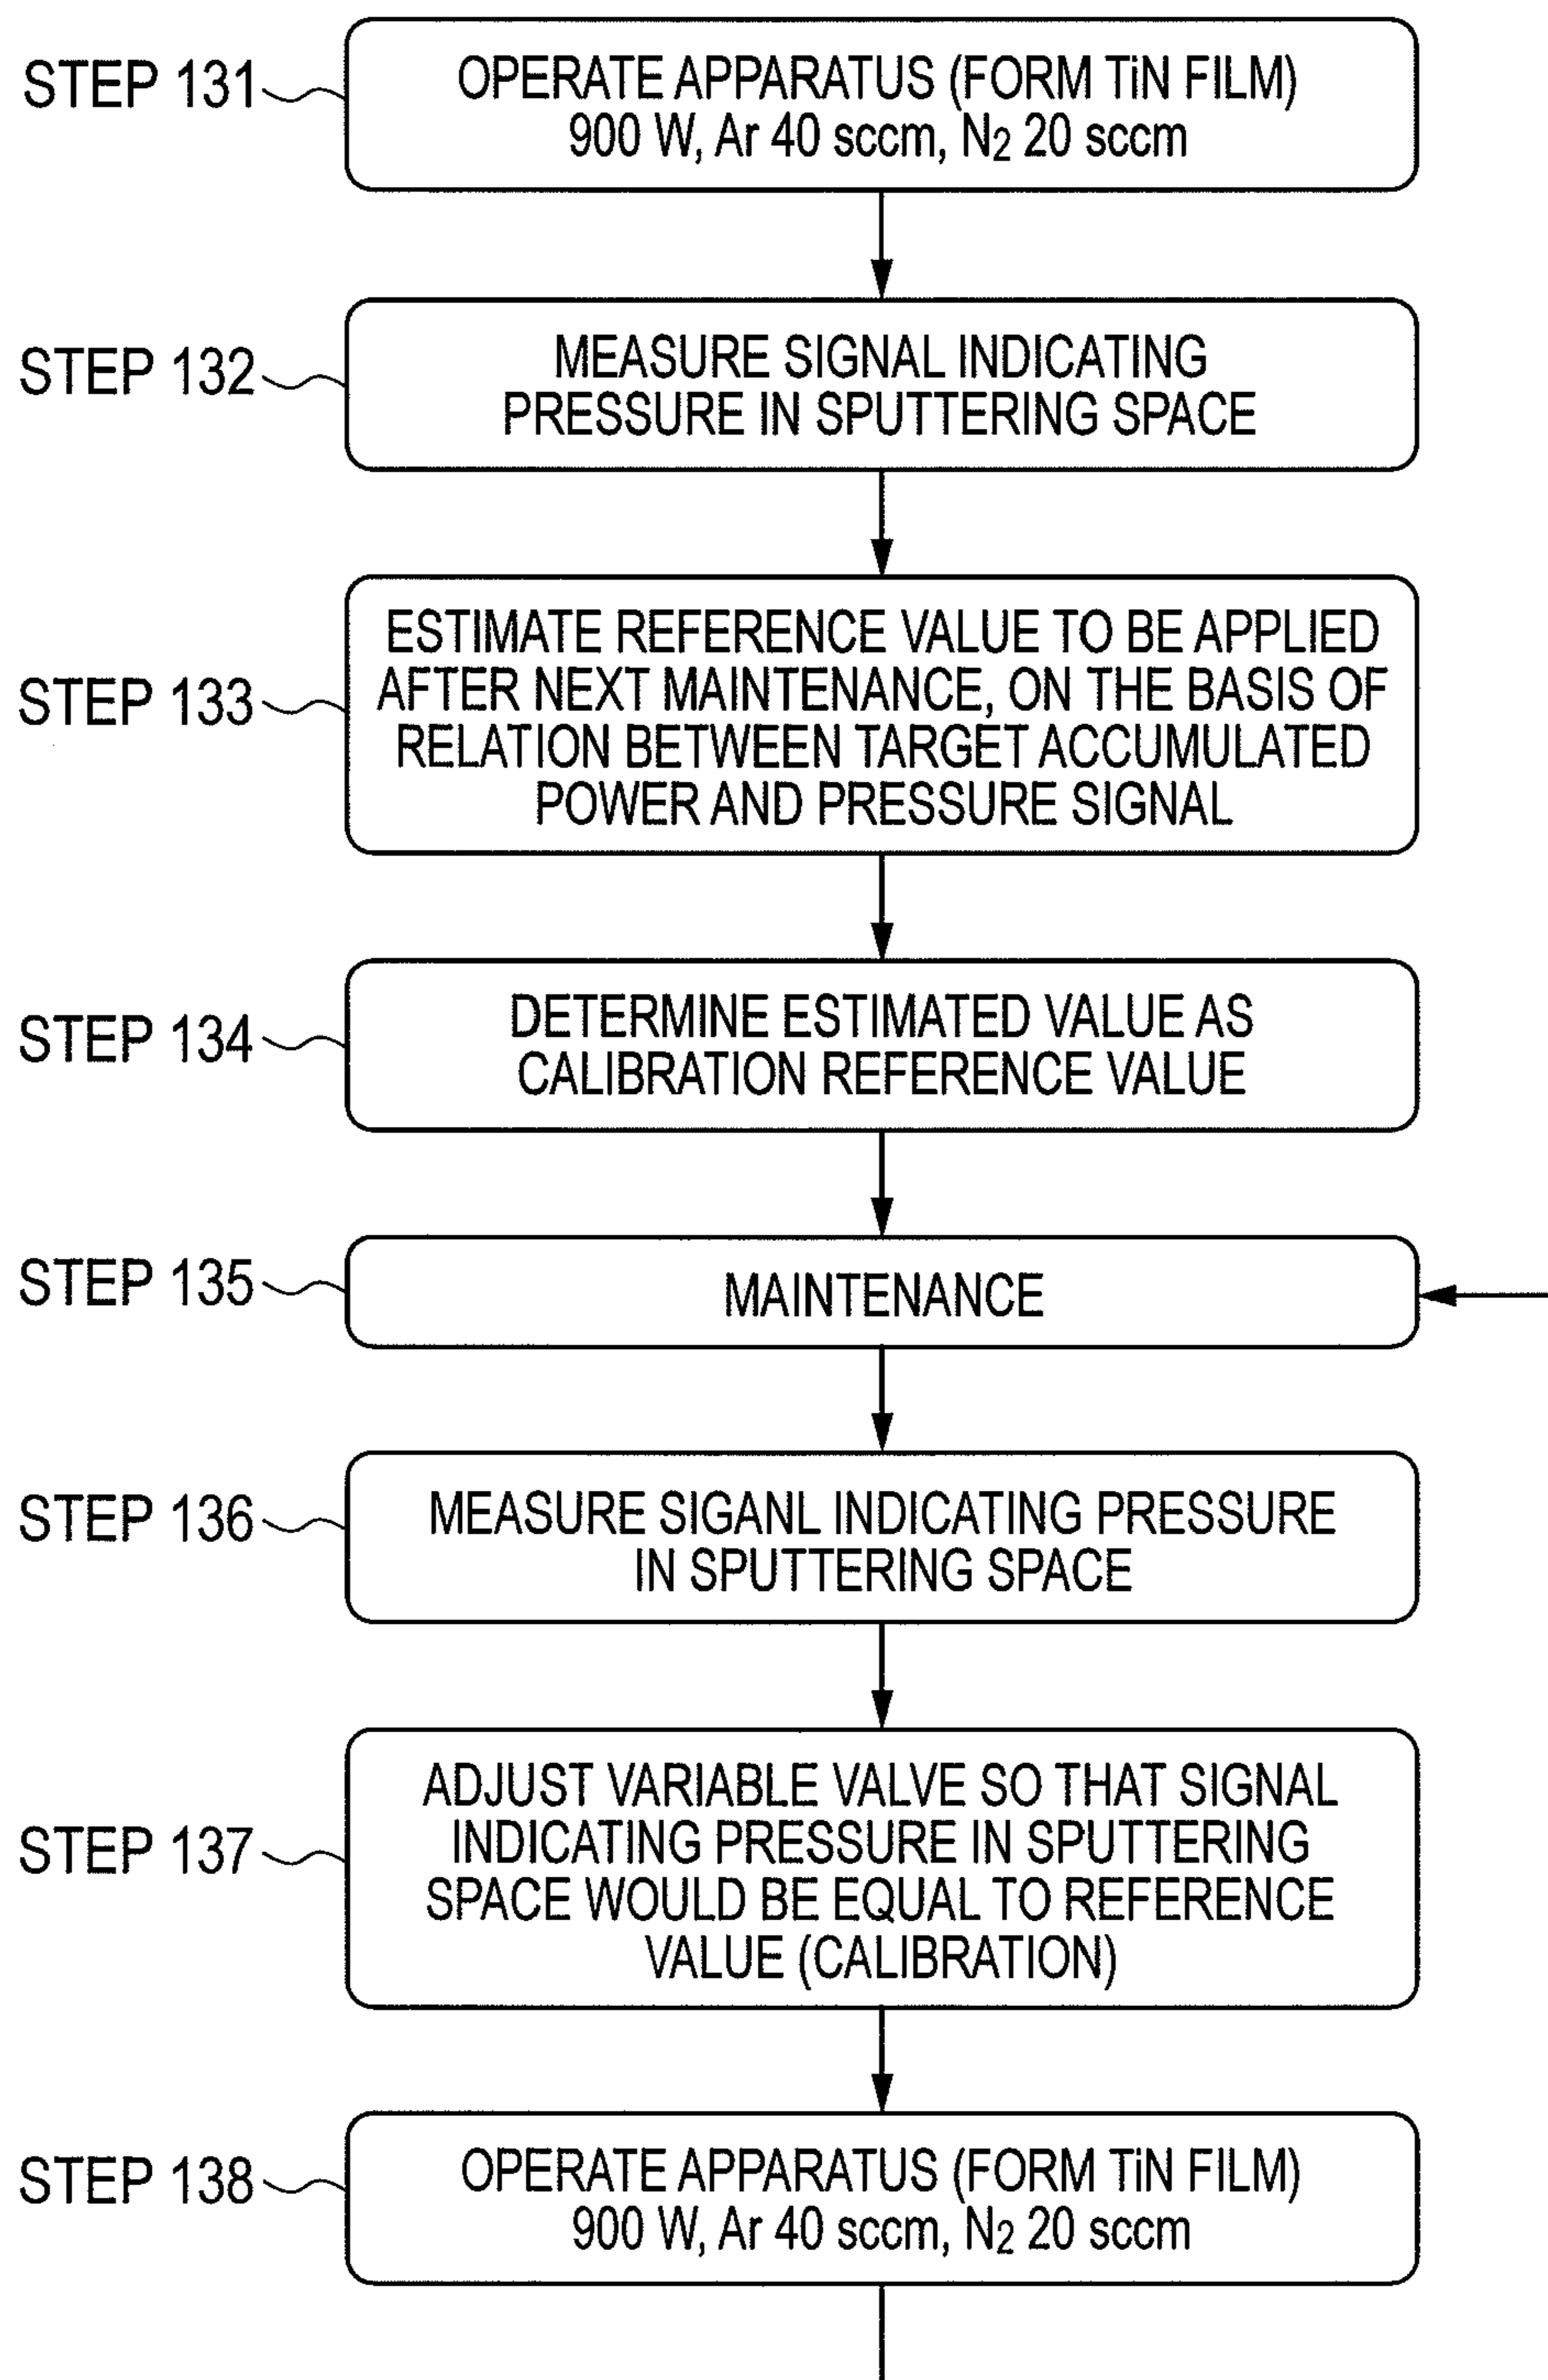 STEP 131
OPERATE APPARATUS (FORM TiN FILM)
900 W, Ar 40 sccm, N2 20 sccm
STEP 132
MEASURE SIGNAL INDICATING
PRESSURE IN SPUTTERING SPACE
STEP 133
ESTIMATE REFERENCE VALUE TO BE APPLIED
AFTER NEXT MAINTENANCE, ON THE BASIS OF
RELATION BETWEEN TARGET ACCUMULATED
POWER AND PRESSURE SIGNAL
STEP 134
DETERMINE ESTIMATED VALUE AS
CALIBRATION REFERENCE VALUE
STEP 135
MAINTENANCE
STEP 136
MEASURE SIGANL INDICATING PRESSURE
IN SPUTTERING SPACE
STEP 137
ADJUST VARIABLE VALVE SO THAT SIGNAL
INDICATING PRESSURE IN SPUTTERING
SPACE WOULD BE EQUAL TO REFERENCE
VALUE (CALIBRATION)
STEP 138
OPERATE APPARATUS (FORM TiN FILM)
900 W, Ar 40 sccm, N2 20 sccm